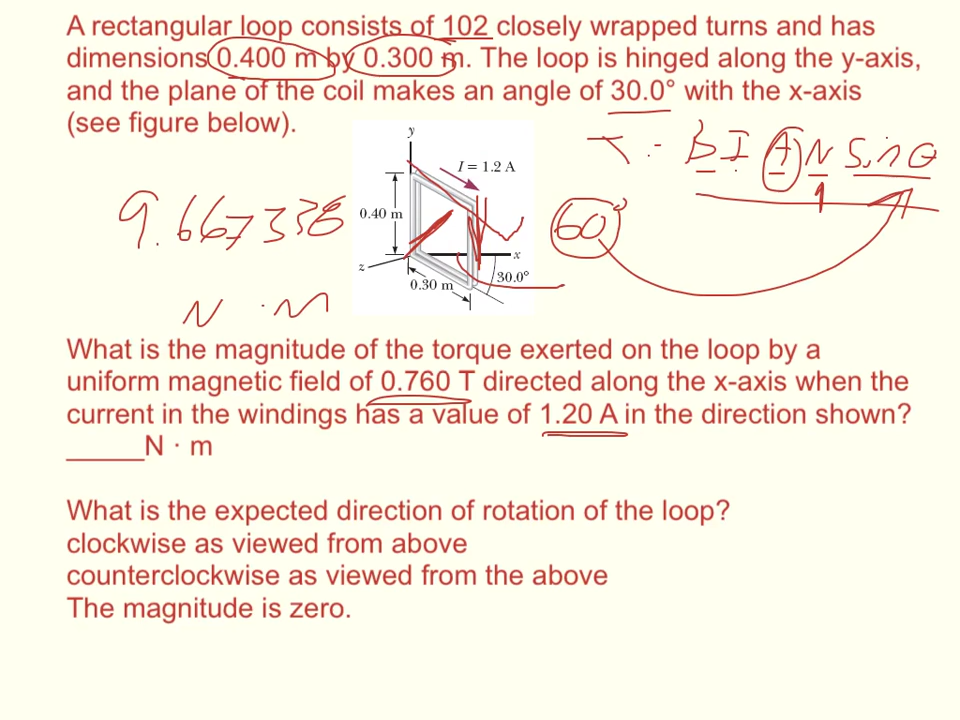 A rectangular loop consists of 102 closely wrapped turns and has
dimensions 0.400 m by 0.300 m. The loop is hinged along the y-axis,
and the plane of the coil makes an angle of 30.0° with the x-axis
(see figure below).
τ = B I A N Sin θ
y
I = 1.2 A
9.667338
0.40 m
60°
x
z
30.0°
0.30 m
N · m
What is the magnitude of the torque exerted on the loop by a
uniform magnetic field of 0.760 T directed along the x-axis when the
current in the windings has a value of 1.20 A in the direction shown?
_____N · m
What is the expected direction of rotation of the loop?
clockwise as viewed from above
counterclockwise as viewed from the above
The magnitude is zero.